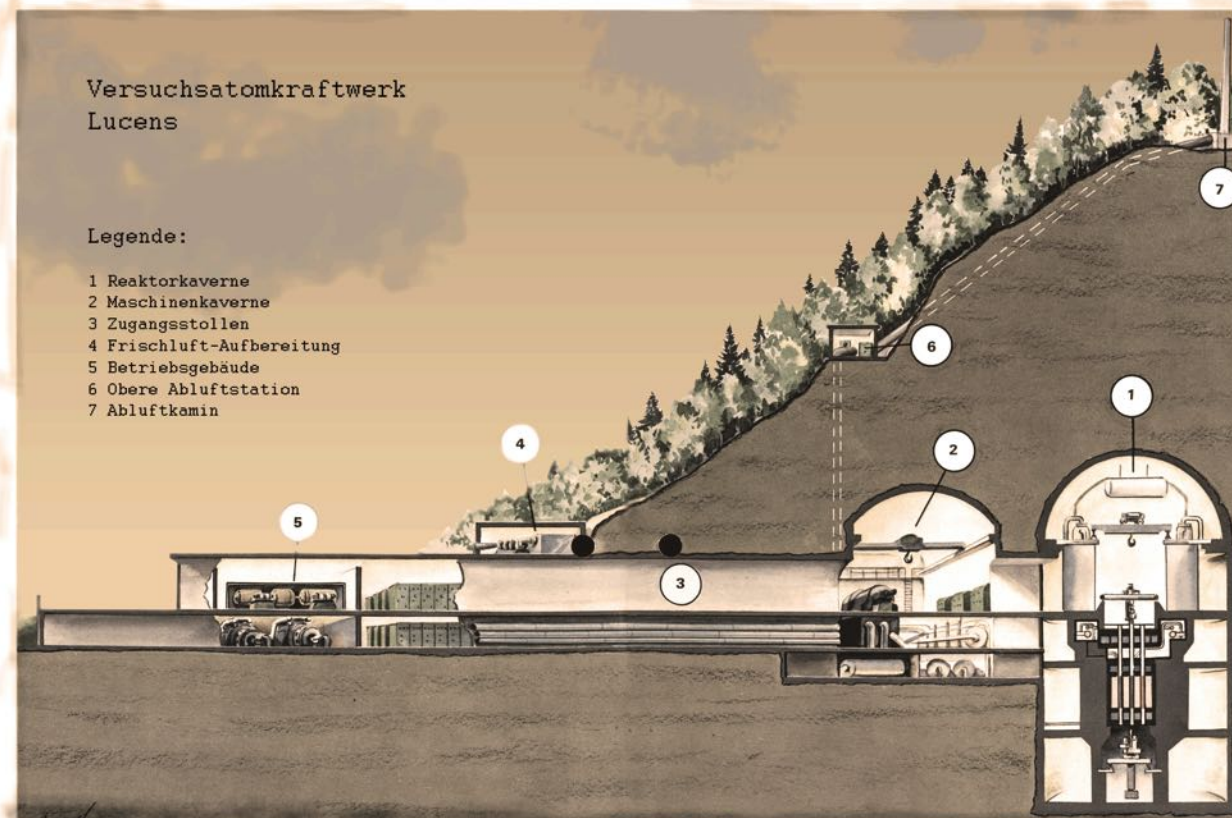 Versuchsatomkraftwerk
Lucens
Legende:
1 Reaktorkaverne
2 Maschinenkaverne
3 Zugangsstollen
4 Frischluft-Aufbereitung
5 Betriebsgebäude
6 Obere Abluftstation
7 Abluftkamin
7
6
1
2
4
5
3